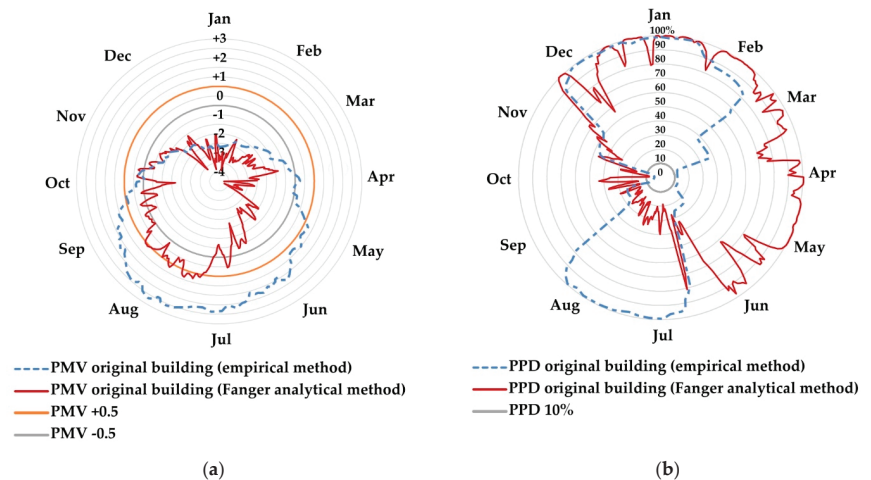 Jan
+3
+2
+1
0
-1
-2
-4
Feb
Mar
Apr
May
Jun
Jul
Aug
Sep
Oct
Nov
Dec
PMV original building (empirical method)
PMV original building (Fanger analytical method)
PMV +0.5
PMV -0.5
(a)
Jan
100%
90
80
70
60
50
40
30
20
10
0
Feb
Mar
Apr
May
Jun
Jul
Aug
Sep
Oct
Nov
Dec
PPD original building (empirical method)
PPD original building (Fanger analytical method)
PPD 10%
(b)